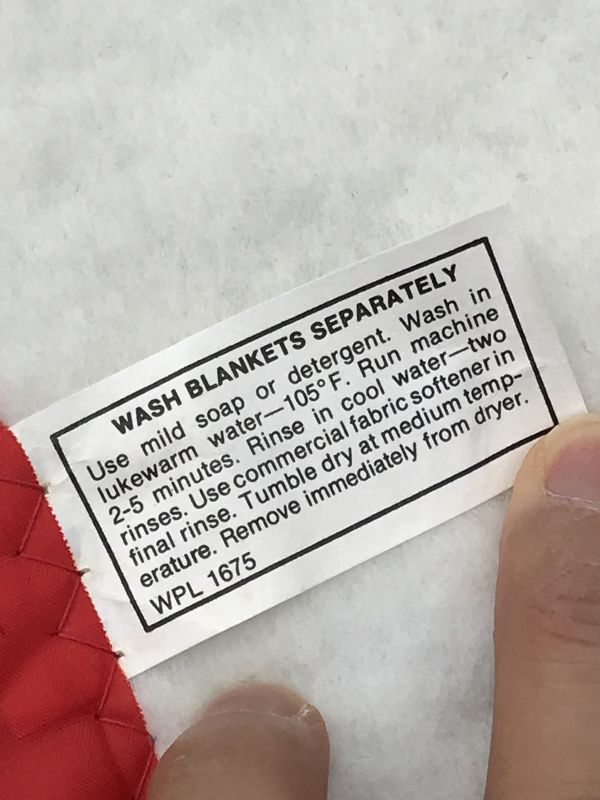 WASH BLANKETS SEPARATELY
Use mild soap or detergent. Wash in
lukewarm water—105°F. Run machine
2-5 minutes. Rinse in cool water—two
rinses. Use commercial fabric softener in
final rinse. Tumble dry at medium temp-
erature. Remove immediately from dryer.
WPL 1675